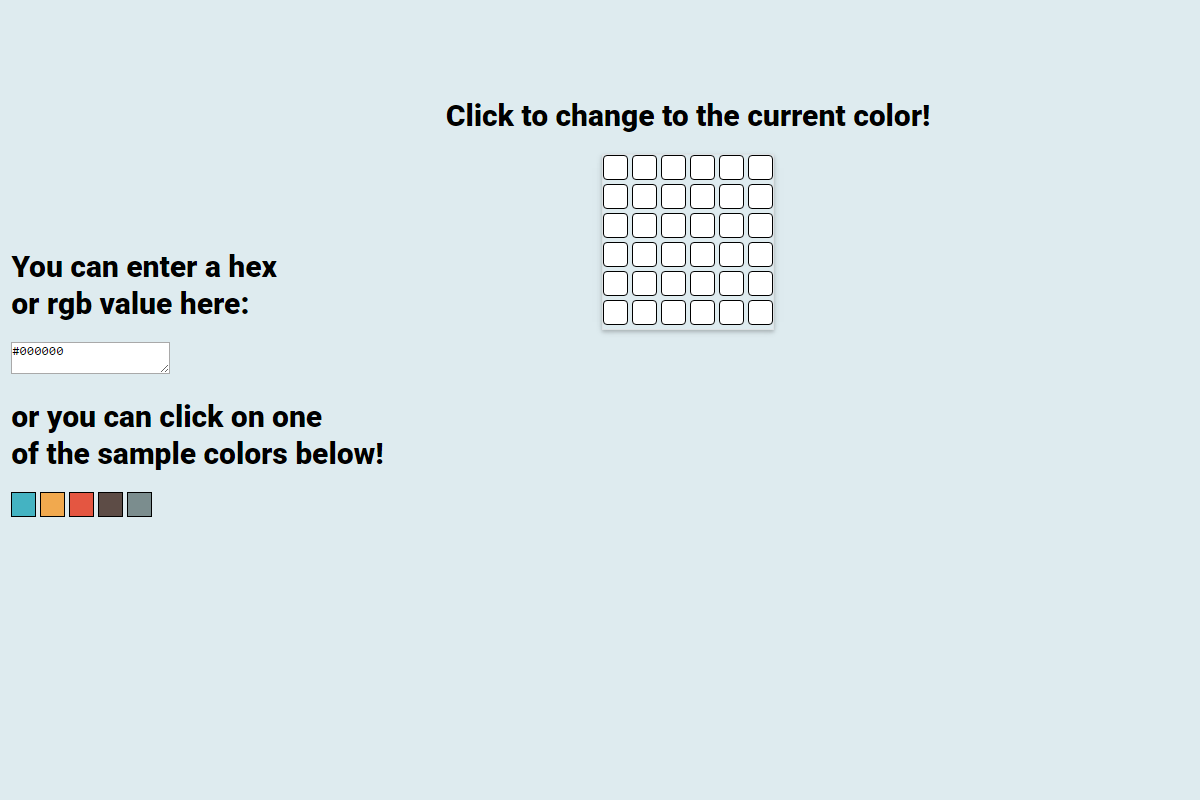 Click to change to the current color!
You can enter a hex
or rgb value here:
#000000
or you can click on one
of the sample colors below!